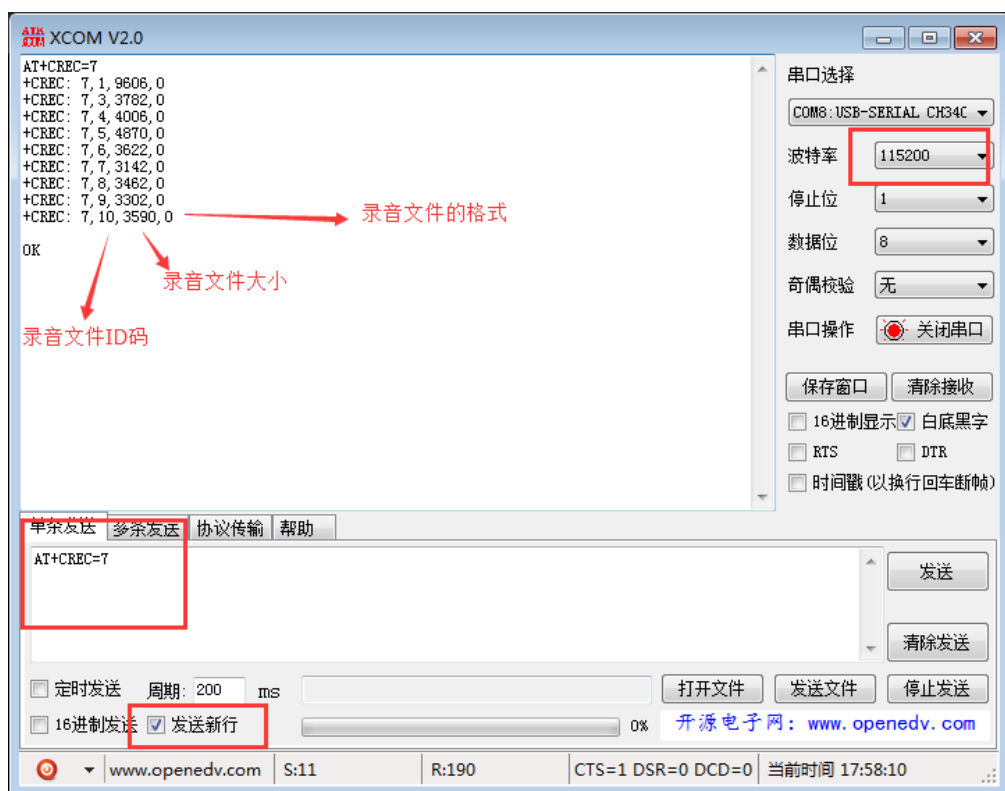 XCOM V2.0
AT+CREC=7
+CREC: 7,1,9606,0
+CREC: 7,3,3782,0
+CREC: 7,4,4006,0
+CREC: 7,5,4870,0
+CREC: 7,6,3622,0
+CREC: 7,7,3142,0
+CREC: 7,8,3462,0
+CREC: 7,9,3302,0
+CREC: 7,10,3590,0
录音文件的格式
OK
录音文件大小
录音文件ID码
串口选择
COM8:USB-SERIAL CH34C
波特率 115200
停止位 1
数据位 8
奇偶校验 无
串口操作 关闭串口
保存窗口 清除接收
16进制显示 白底黑字
RTS DTR
时间戳(以换行回车断帧)
单条发送 多条发送 协议传输 帮助
AT+CREC=7
发送
清除发送
定时发送 周期: 200 ms 打开文件 发送文件 停止发送
16进制发送 发送新行 0% 开源电子网: www.openedv.com
www.openedv.com S:11 R:190 CTS=1 DSR=0 DCD=0 当前时间 17:58:10